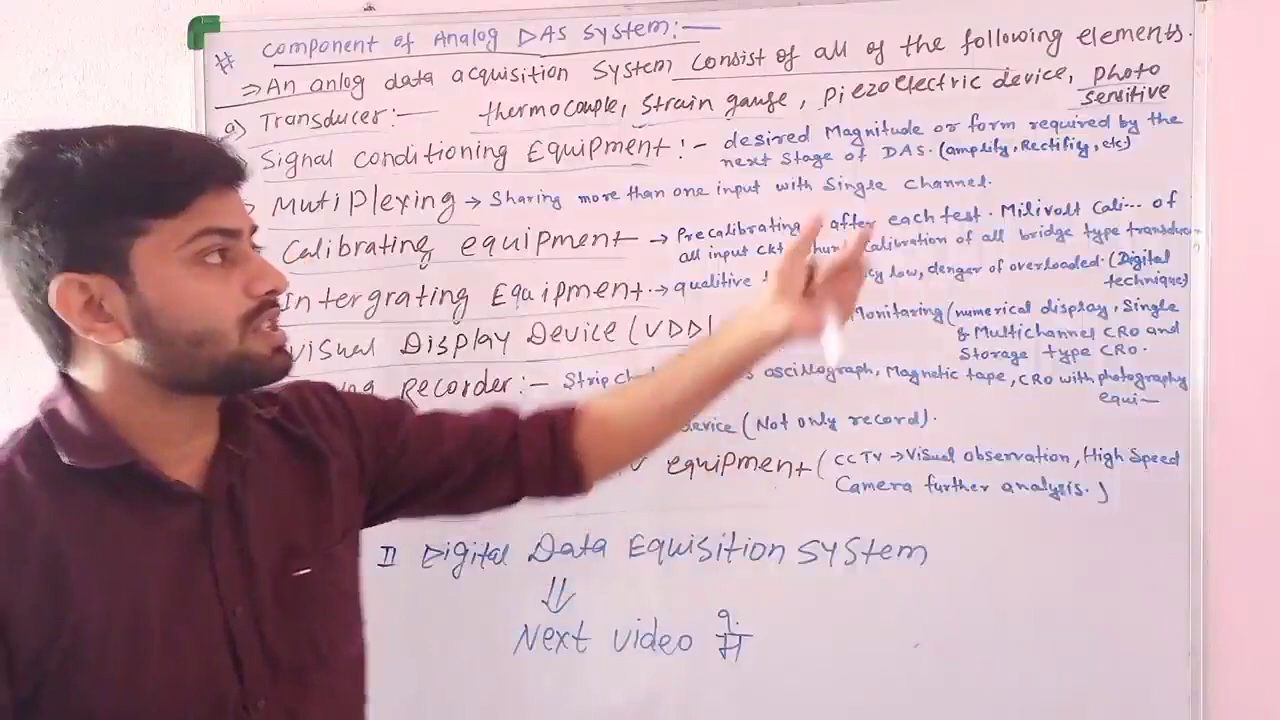 # Component of Analog DAS System:—
⇒ An anlog data acquisition System consist of all of the following elements.
a) Transducer:— thermocouple, Strain gauge, Piezoelectric device, photo
sensitive
Signal conditioning Equipment:- desired Magnitude or form required by the
next Stage of DAS. (amplify, Rectifiy, etc)
MutiPlexing → Sharing more than one input with Single Channel.
Calibrating equipment → Precalibrating after each test. Milivolt Cali... of
all input ckt Calibration of all bridge type
Intergrating Equipment. → qualitive low, denger of overloaded. (Digital
technique)
Visual Display Device (VDD) Monitaring (numerical display, Single
& Multichannel CRO and
Storage type CRO.
Recorder:- Strip oscillograph, Magnetic tape, CRO with photography
equi—
device (Not only record).
equipment (CCTV → Visual observation, High Speed
Camera further analysis.)
II Digital Data Equisition System
⇓
Next video में